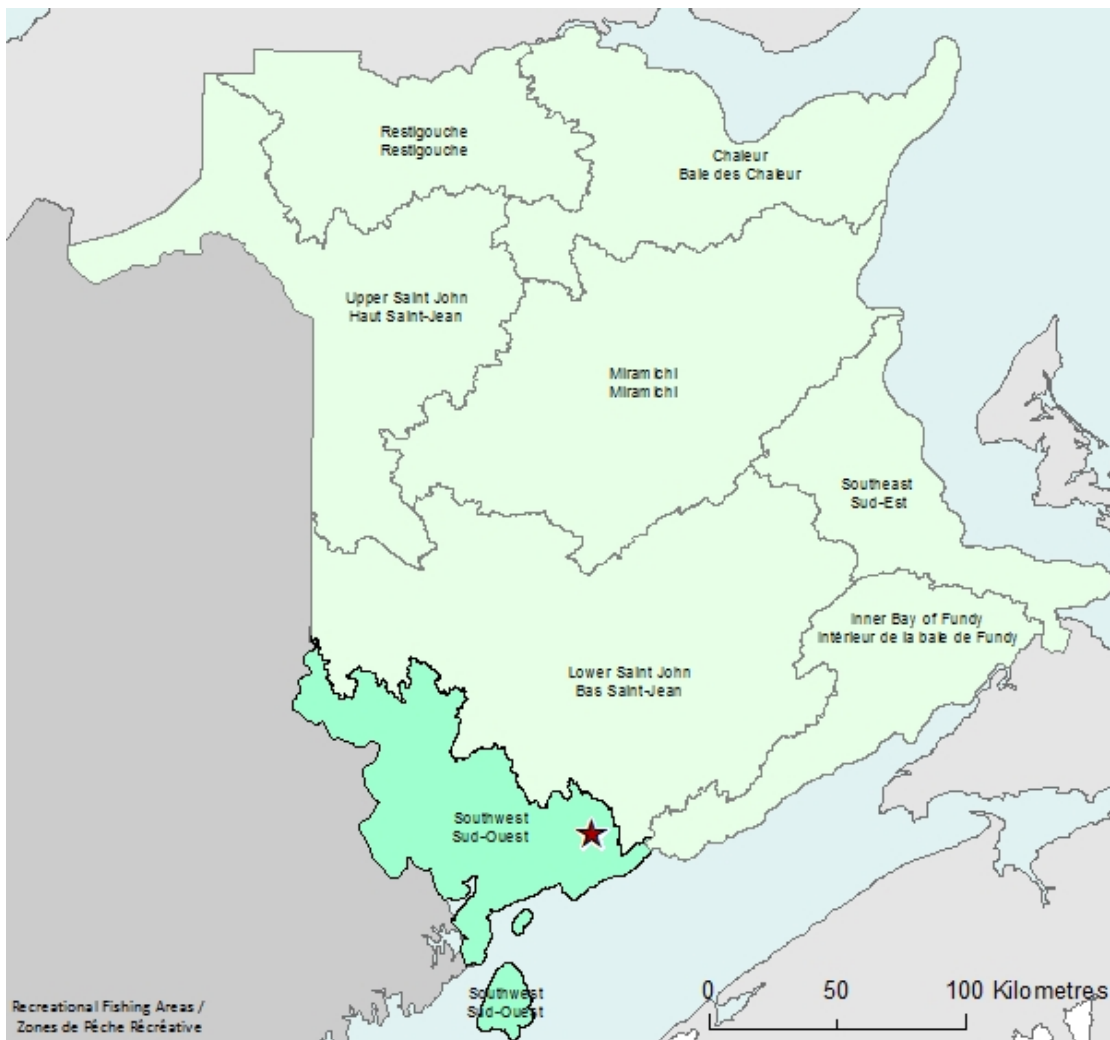 Restigouche
Restigouche
Chaleur
Baie des Chaleur
Upper Saint John
Haut Saint-Jean
Miramichi
Miramichi
Southeast
Sud-Est
Inner Bay of Fundy
Intérieur de la baie de Fundy
Lower Saint John
Bas Saint-Jean
Southwest
Sud-Ouest
Southwest
Sud-Ouest
0 50 100 Kilometres
Recreational Fishing Areas /
Zones de Pêche Récréative